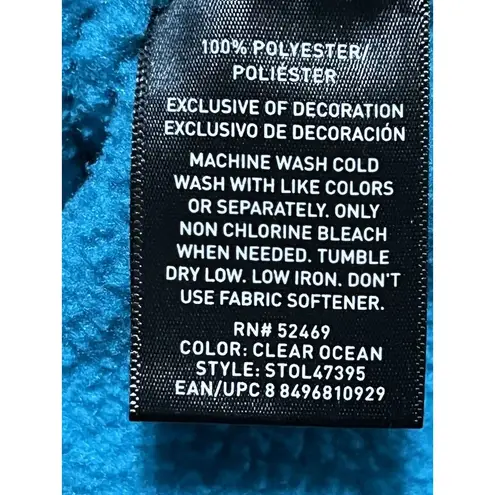 100% POLYESTER/
POLIÉSTER
EXCLUSIVE OF DECORATION
EXCLUSIVO DE DECORACIÓN
MACHINE WASH COLD
WASH WITH LIKE COLORS
OR SEPARATELY. ONLY
NON CHLORINE BLEACH
WHEN NEEDED. TUMBLE
DRY LOW. LOW IRON. DON'T
USE FABRIC SOFTENER.
RN# 52469
COLOR: CLEAR OCEAN
STYLE: STOL47395
EAN/UPC 8 8496810929